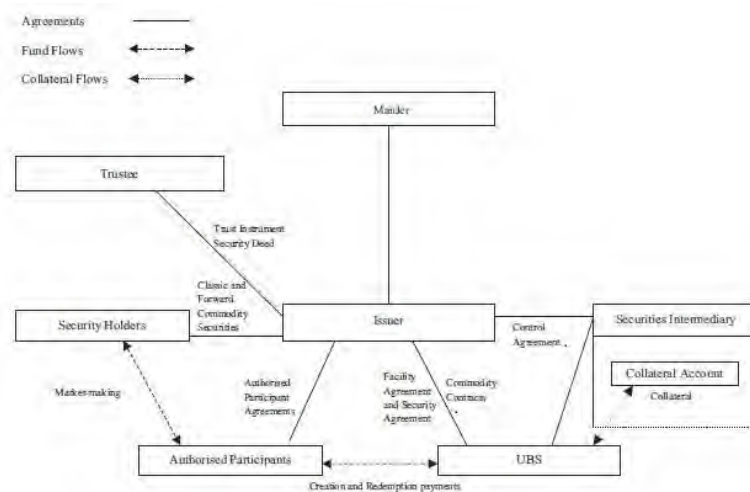 Agreements
Fund Flows
Collateral Flows
Mander
Trustee
Trust Instrument
Security Deed
Classic and
Forward
Commodity
Securities
Security Holders
Issuer
Control
Agreement
Securities Intermediary
Collateral Account
Collateral
Market-making
Authorised
Participant
Agreements
Facility
Agreement
and Security
Agreement
Commodity
Contracts
Authorised Participants
UBS
Creation and Redemption payments